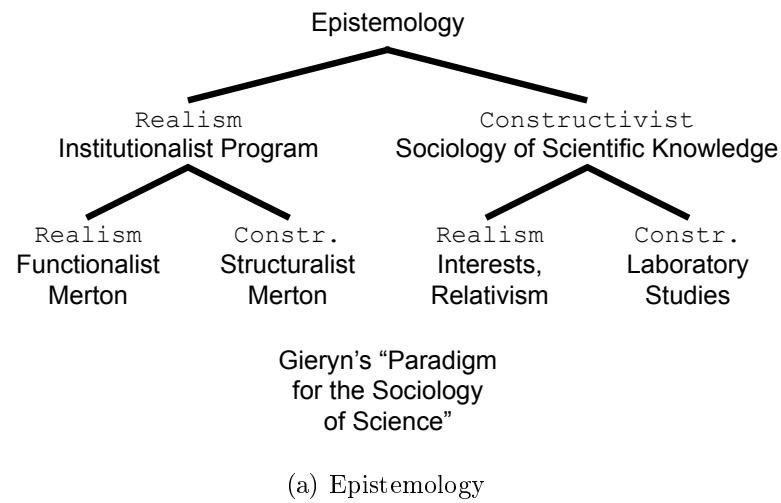 Epistemology
Realism
Institutionalist Program
Constructivist
Sociology of Scientific Knowledge
Realism
Functionalist
Merton
Constr.
Structuralist
Merton
Realism
Interests,
Relativism
Constr.
Laboratory
Studies
Gieryn’s “Paradigm
for the Sociology
of Science”
(a) Epistemology